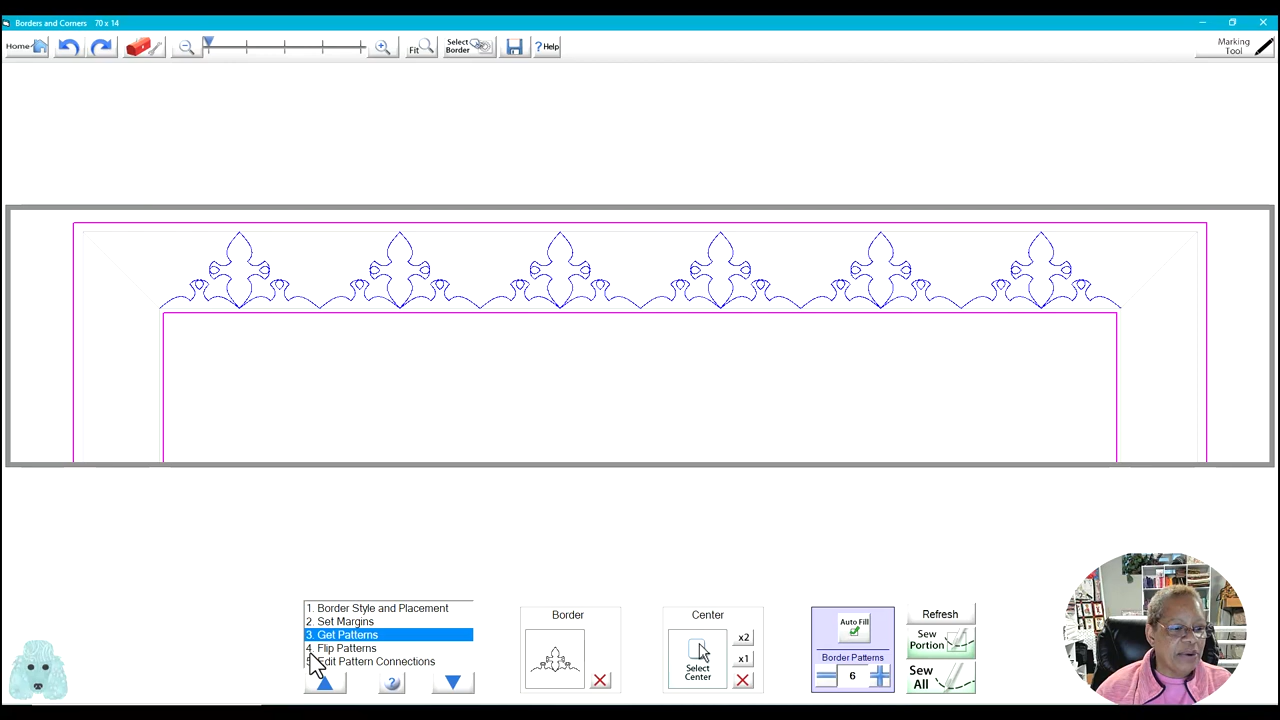 Borders and Corners 70 x 14
Home
Fit
Select
Border
?Help
Marking
Tool
1. Border Style and Placement
2. Set Margins
3. Get Patterns
4. Flip Patterns
Edit Pattern Connections
?
Border
Center
x2
x1
Select
Center
Auto Fill
Border Patterns
6
Refresh
Sew
Portion
Sew
All